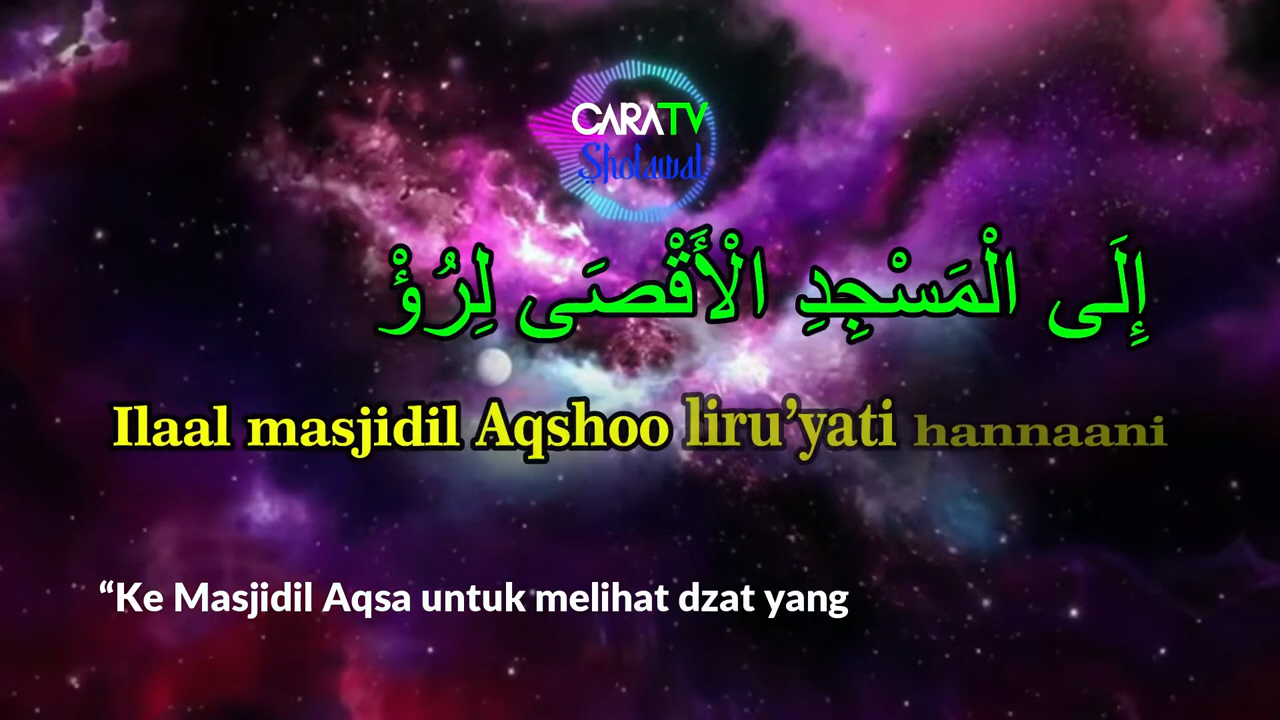 CARATV
Sholawat
إِلَى الْمَسْجِدِ الْأَقْصَى لِرُؤْ
Ilaal masjidil Aqshoo liru’yati hannaani
“Ke Masjidil Aqsa untuk melihat dzat yang